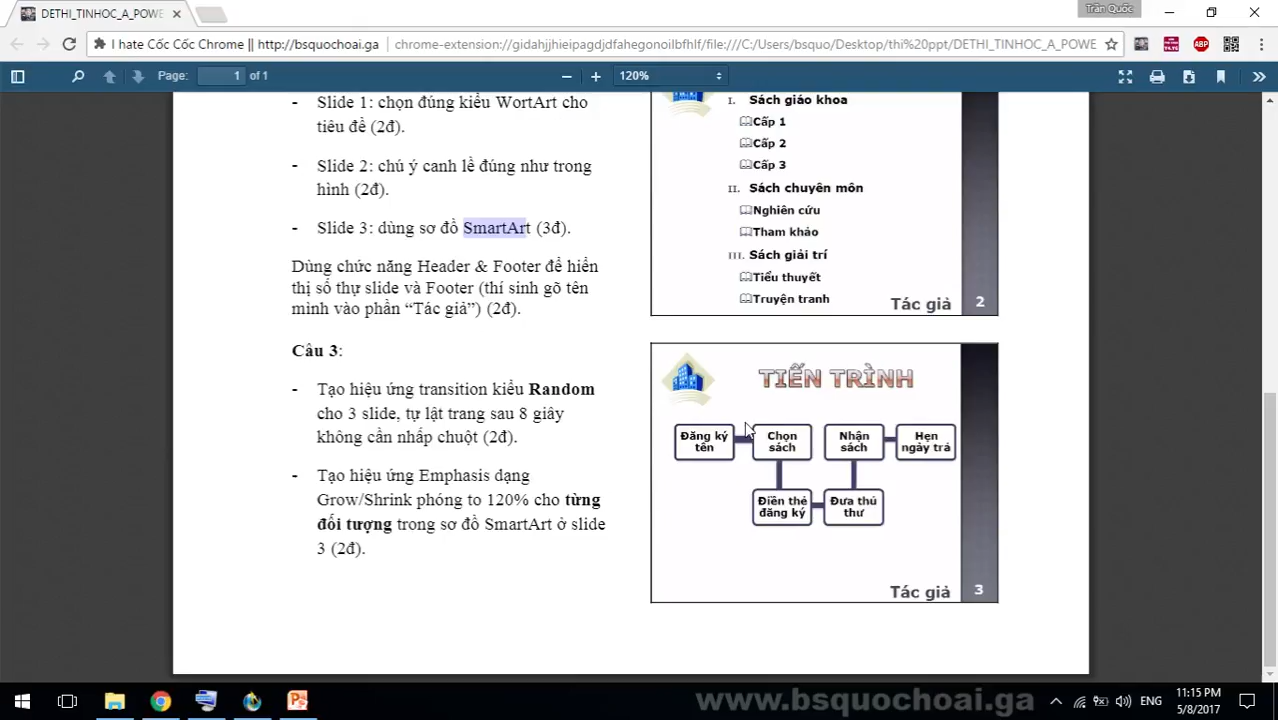 DETHI_TINHOC_A_POWE
Trần Quốc
I hate Cốc Cốc Chrome || http://bsquochoai.ga
chrome-extension://gidahjjhieipagdjdfahegonoilbfhlf/file:///C:/Users/bsquo/Desktop/thi%20ppt/DETHI_TINHOC_A_POWE
ABP
Page: 1 of 1
120%
- Slide 1: chọn đúng kiểu WortArt cho
tiêu đề (2đ).
- Slide 2: chú ý canh lề đúng như trong
hình (2đ).
- Slide 3: dùng sơ đồ SmartArt (3đ).
Dùng chức năng Header & Footer để hiển
thị số thự slide và Footer (thí sinh gõ tên
mình vào phần “Tác giả”) (2đ).
Câu 3:
- Tạo hiệu ứng transition kiểu Random
cho 3 slide, tự lật trang sau 8 giây
không cần nhấp chuột (2đ).
- Tạo hiệu ứng Emphasis dạng
Grow/Shrink phóng to 120% cho từng
đối tượng trong sơ đồ SmartArt ở slide
3 (2đ).
I. Sách giáo khoa
Cấp 1
Cấp 2
Cấp 3
II. Sách chuyên môn
Nghiên cứu
Tham khảo
III. Sách giải trí
Tiểu thuyết
Truyện tranh
Tác giả 2
TIẾN TRÌNH
Đăng ký
tên
Chọn
sách
Nhận
sách
Hẹn
ngày trả
Điền thẻ
đăng ký
Đưa thủ
thư
Tác giả 3
www.bsquochoai.ga
ENG
11:15 PM
5/8/2017